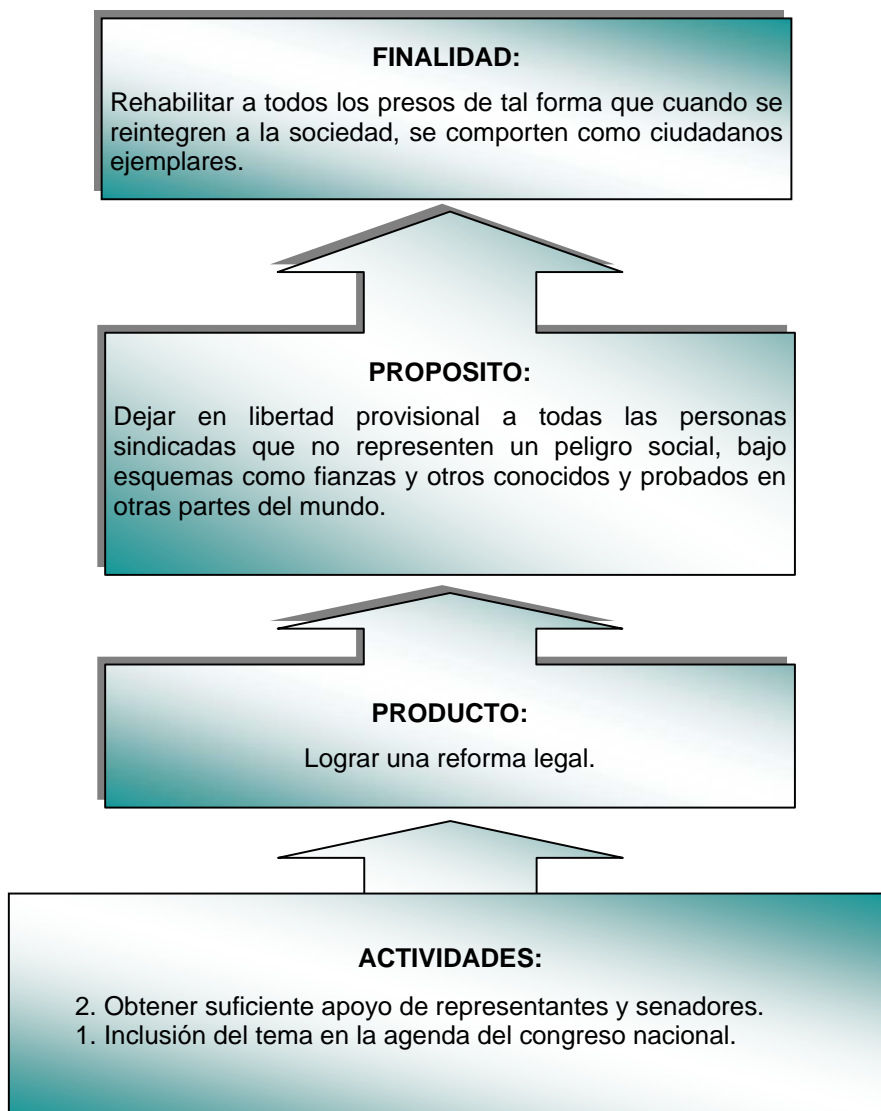 FINALIDAD:
Rehabilitar a todos los presos de tal forma que cuando se
reintegren a la sociedad, se comporten como ciudadanos
ejemplares.
PROPOSITO:
Dejar en libertad provisional a todas las personas
sindicadas que no representen un peligro social, bajo
esquemas como fianzas y otros conocidos y probados en
otras partes del mundo.
PRODUCTO:
Lograr una reforma legal.
ACTIVIDADES:
2. Obtener suficiente apoyo de representantes y senadores.
1. Inclusión del tema en la agenda del congreso nacional.